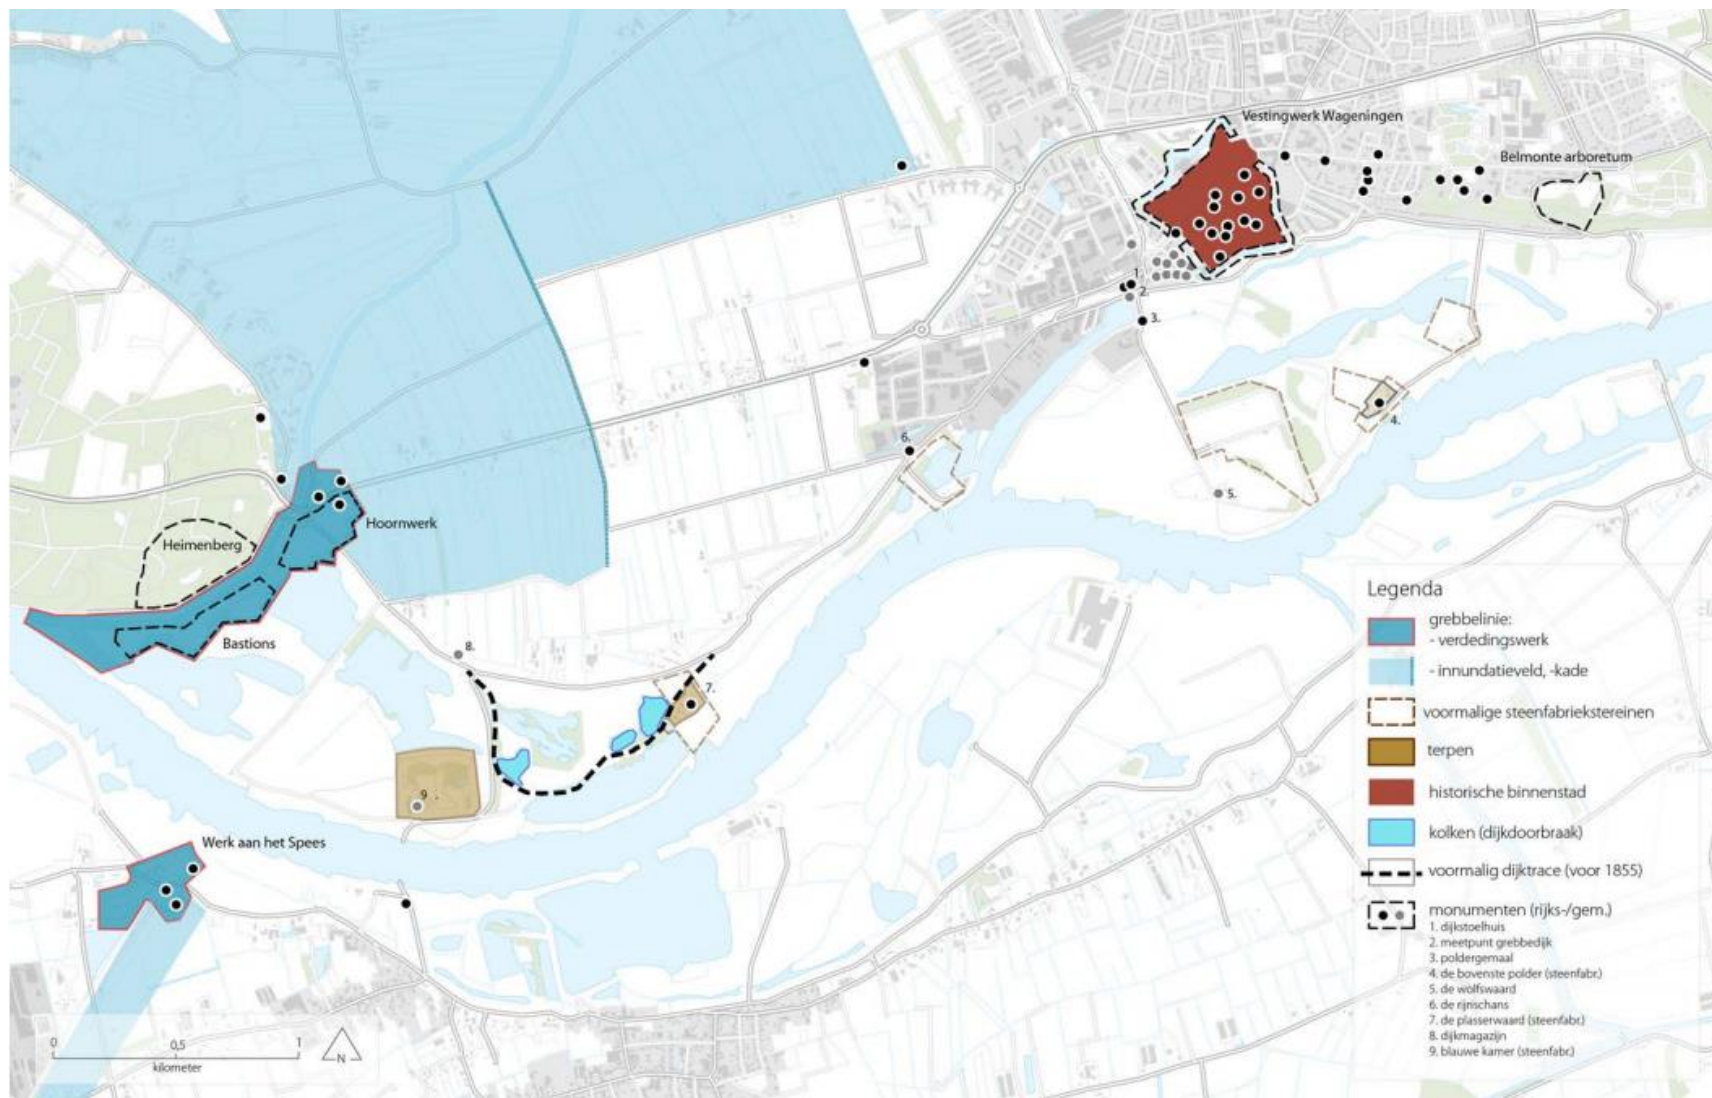 Vestingwerk Wageningen
Belmonte arboretum
1.
2.
3.
4.
5.
6.
Hoornwerk
Heimenberg
Bastions
8.
7.
9
Werk aan het Spees
Legenda
grebbelinie:
- verdedingswerk
- innundatieveld, -kade
voormalige steenfabriekstereinen
terpen
historische binnenstad
kolken (dijkdoorbraak)
voormalig dijktrace (voor 1855)
monumenten (rijks-/gem.)
1. dijkstoelhuis
2. meetpunt grebbedijk
3. poldergemaal
4. de bovenste polder (steenfabr.)
5. de wolfswaard
6. de rijnschans
7. de plasserwaard (steenfabr.)
8. dijkmagazijn
9. blauwe kamer (steenfabr.)
0 0,5 1
kilometer
N